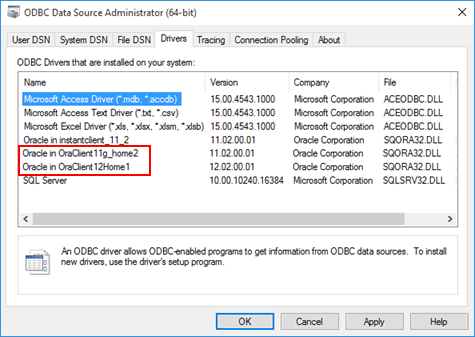 ODBC Data Source Administrator (64-bit)
User DSN System DSN File DSN Drivers Tracing Connection Pooling About
ODBC Drivers that are installed on your system:
Name Version Company File
Microsoft Access Driver (*.mdb, *.accdb) 15.00.4543.1000 Microsoft Corporation ACEODBC.DLL
Microsoft Access Text Driver (*.txt, *.csv) 15.00.4543.1000 Microsoft Corporation ACEODBC.DLL
Microsoft Excel Driver (*.xls, *.xlsx, *.xlsm, *.xlsb) 15.00.4543.1000 Microsoft Corporation ACEODBC.DLL
Oracle in instantclient_11_2 11.02.00.01 Oracle Corporation SQORA32.DLL
Oracle in OraClient11g_home2 11.02.00.01 Oracle Corporation SQORA32.DLL
Oracle in OraClient12Home1 12.02.00.01 Oracle Corporation SQORA32.DLL
SQL Server 10.00.10240.16384 Microsoft Corporation SQLSRV32.DLL
An ODBC driver allows ODBC-enabled programs to get information from ODBC data sources. To
install new drivers, use the driver's setup program.
OK Cancel Apply Help